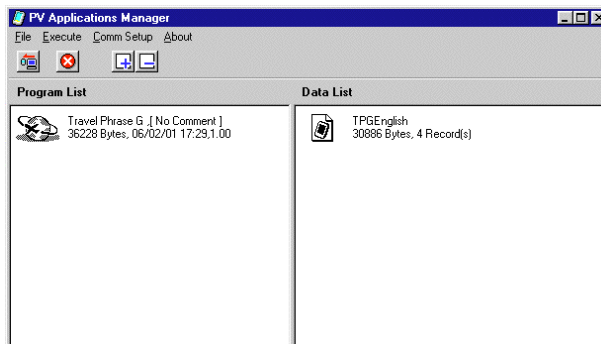 PV Applications Manager
File Execute Comm Setup About
Program List
Data List
Travel Phrase G ,[ No Comment ]
36228 Bytes, 06/02/01 17:29,1.00
TPGEnglish
30886 Bytes, 4 Record(s)